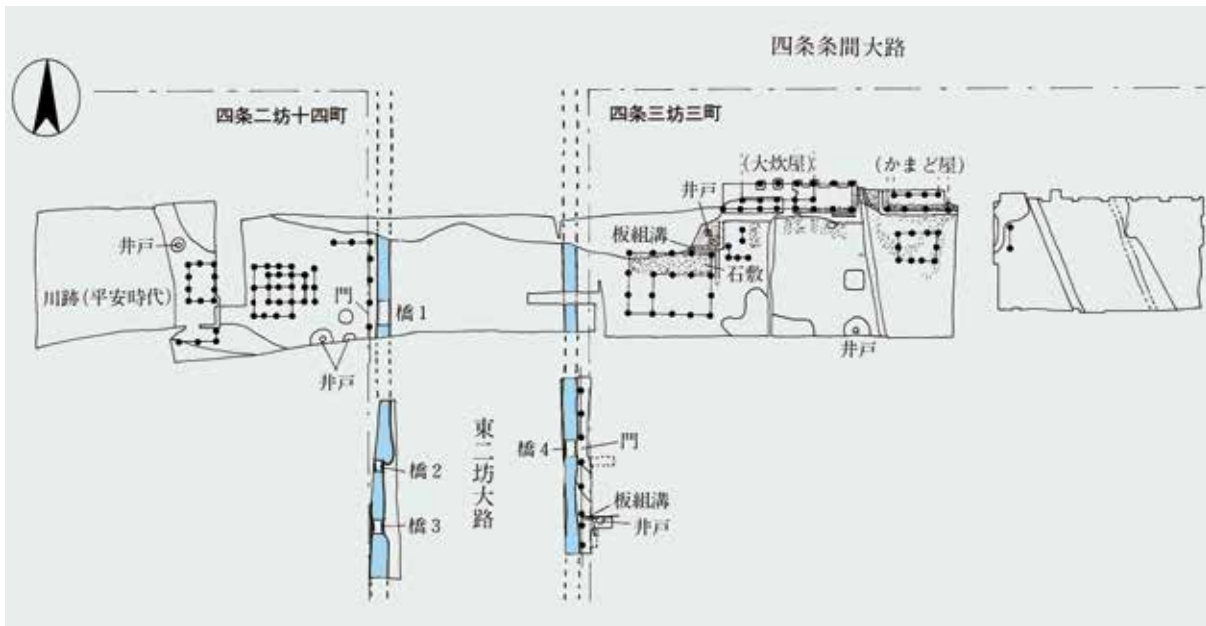 四条条間大路
四条二坊十四町
四条三坊三町
(大炊屋)
(かまど屋)
井戸
井戸
板組溝
石敷
川跡(平安時代)
門
橋1
井戸
井戸
東二坊大路
橋4
門
橋2
板組溝
橋3
井戸